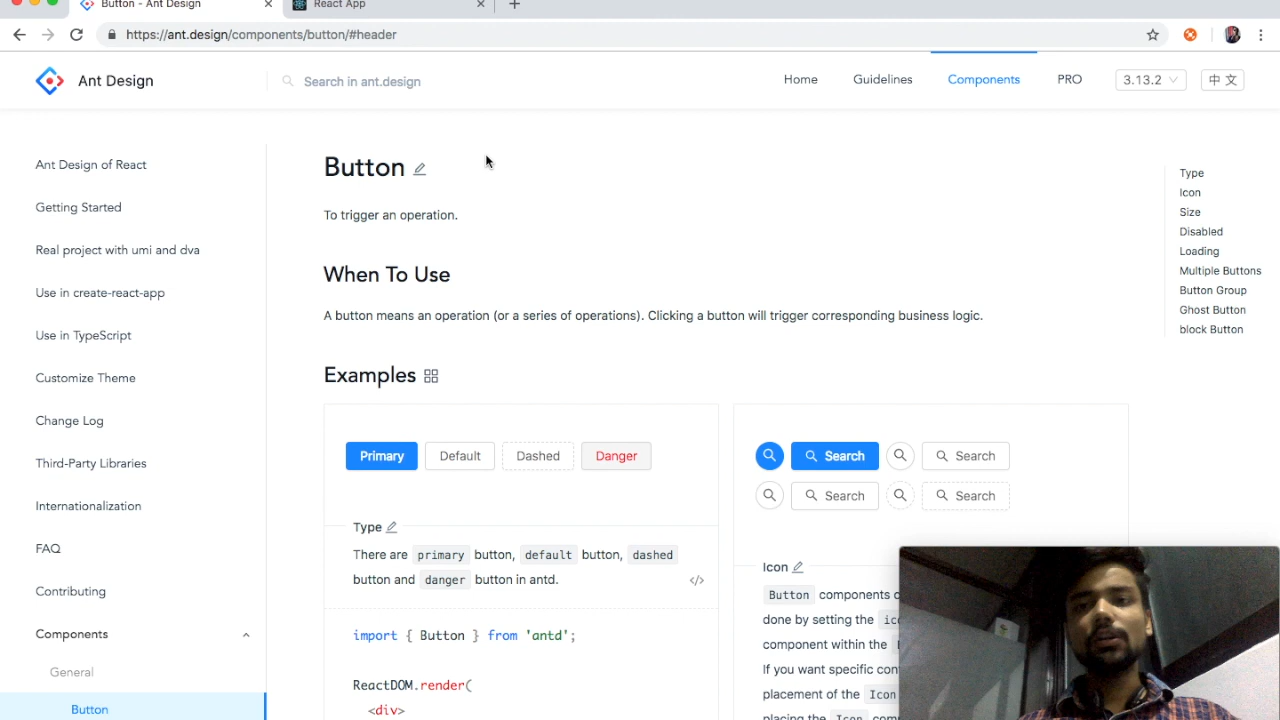 Button - Ant Design
React App
https://ant.design/components/button/#header
Ant Design
Search in ant.design
Home
Guidelines
Components
PRO
3.13.2
中 文
Ant Design of React
Getting Started
Real project with umi and dva
Use in create-react-app
Use in TypeScript
Customize Theme
Change Log
Third-Party Libraries
Internationalization
FAQ
Contributing
Components
General
Button
Button
To trigger an operation.
When To Use
A button means an operation (or a series of operations). Clicking a button will trigger corresponding business logic.
Examples
Primary
Default
Dashed
Danger
Type
There are primary button, default button, dashed
button and danger button in antd.
</>
import { Button } from 'antd';
ReactDOM.render(
<div>
Search
Search
Search
Search
Icon
Button components
done by setting the
component within the
If you want specific
placement of the Icon
placing the Icon
Type
Icon
Size
Disabled
Loading
Multiple Buttons
Button Group
Ghost Button
block Button